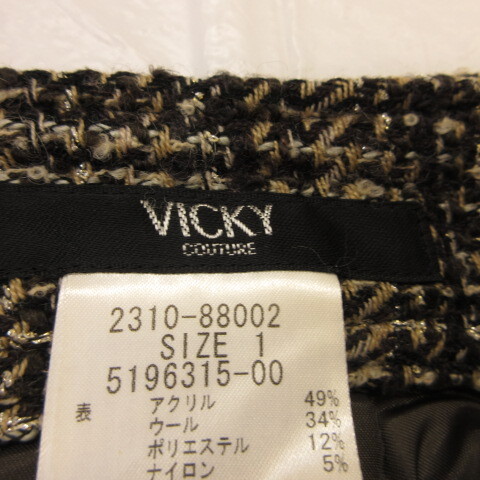 VICKY
COUTURE
2310-88002
SIZE 1
5196315-00
表 アクリル 49%
ウール 34%
ポリエステル 12%
ナイロン 5%